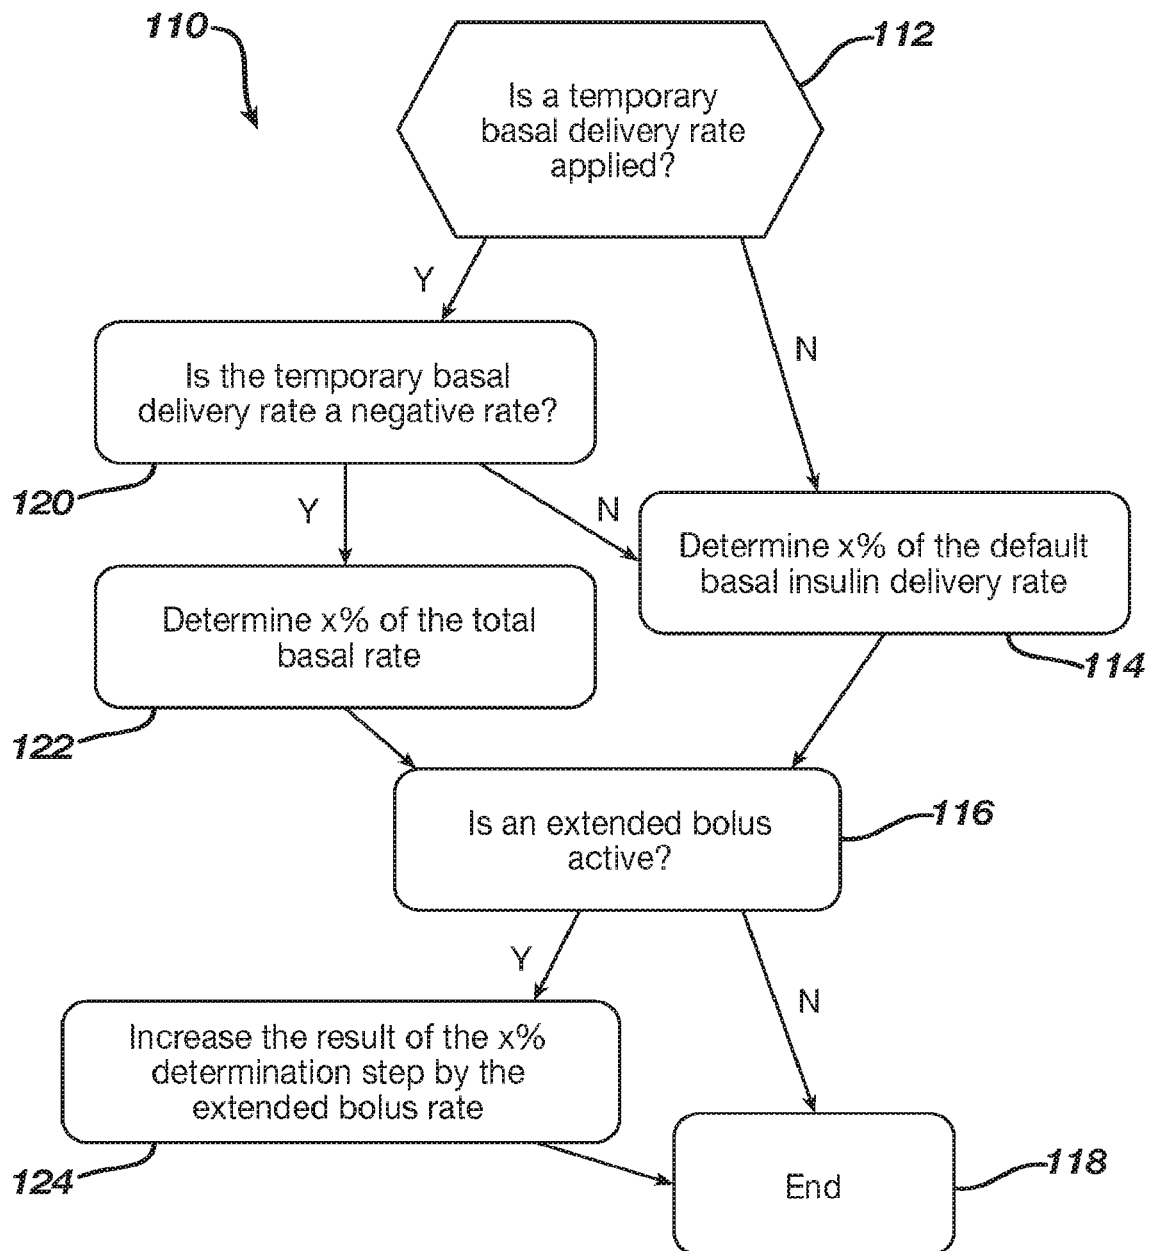 110
112
Is a temporary
basal delivery rate
applied?
Y
N
Is the temporary basal
delivery rate a negative rate?
120
Y
N
Determine x% of the default
basal insulin delivery rate
114
Determine x% of the total
basal rate
122
Is an extended bolus
active?
116
Y
N
Increase the result of the x%
determination step by the
extended bolus rate
124
End
118